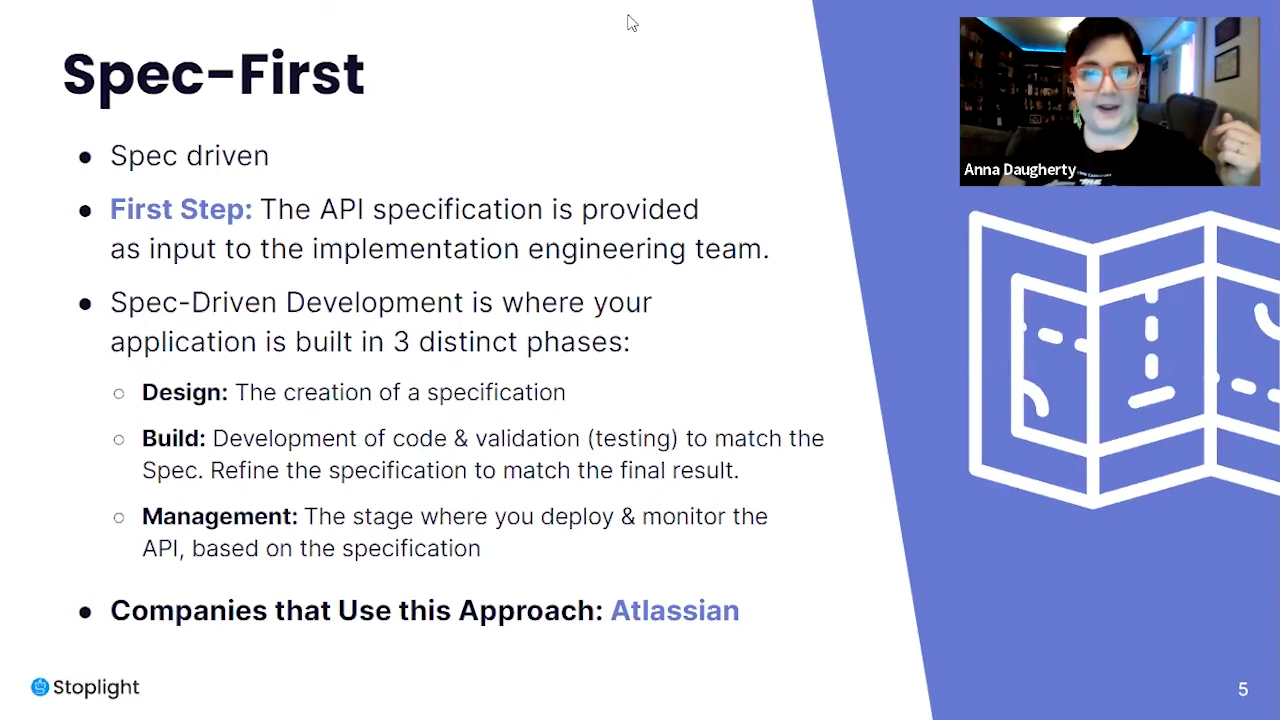 Spec-First
● Spec driven
● First Step: The API specification is provided
as input to the implementation engineering team.
● Spec-Driven Development is where your
application is built in 3 distinct phases:
○ Design: The creation of a specification
○ Build: Development of code & validation (testing) to match the
Spec. Refine the specification to match the final result.
○ Management: The stage where you deploy & monitor the
API, based on the specification
● Companies that Use this Approach: Atlassian
Anna Daugherty
Stoplight
5